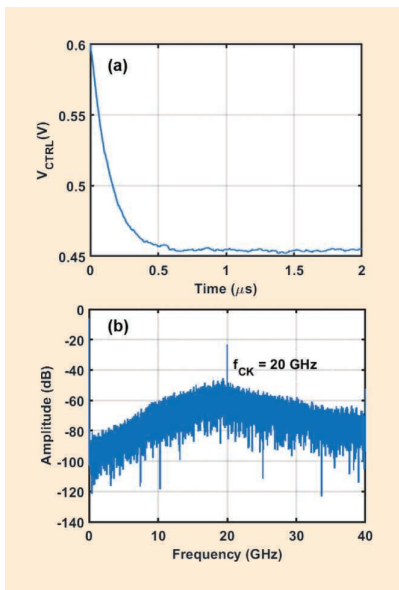 0.6
(a)
0.55
V_CTRL(V)
0.5
0.45
0 0.5 1 1.5 2
Time (μs)
0
(b)
-20
f_CK = 20 GHz
-40
-60
Amplitude (dB)
-80
-100
-120
-140
0 10 20 30 40
Frequency (GHz)